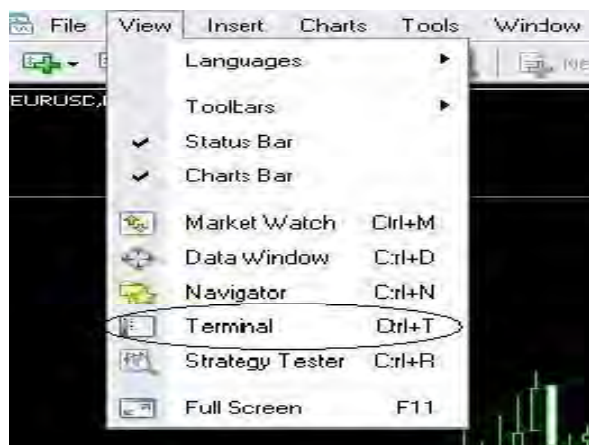 File View Insert Charts Tools Window
Languages
EURUSD,
Toolbars
Status Bar
Charts Bar
Market Watch Ctrl+M
Data Window Ctrl+D
Navigator Ctrl+N
Terminal Ctrl+T
Strategy Tester Ctrl+R
Full Screen F11